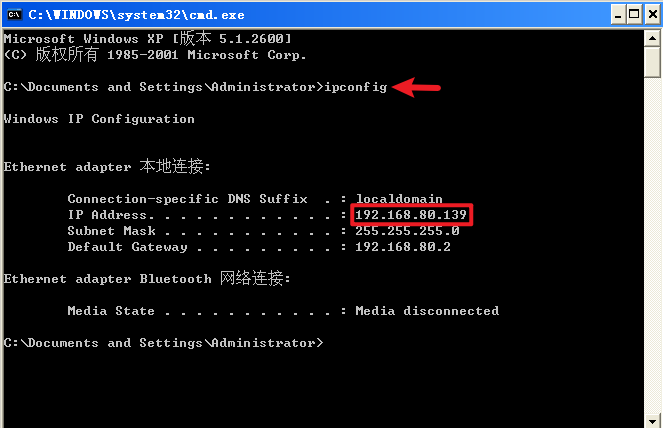 C:\WINDOWS\system32\cmd.exe
Microsoft Windows XP [版本 5.1.2600]
(C) 版权所有 1985-2001 Microsoft Corp.
C:\Documents and Settings\Administrator>ipconfig
Windows IP Configuration
Ethernet adapter 本地连接:
Connection-specific DNS Suffix  . : localdomain
IP Address. . . . . . . . . . . . : 192.168.80.139
Subnet Mask . . . . . . . . . . . : 255.255.255.0
Default Gateway . . . . . . . . . : 192.168.80.2
Ethernet adapter Bluetooth 网络连接:
Media State . . . . . . . . . . . : Media disconnected
C:\Documents and Settings\Administrator>